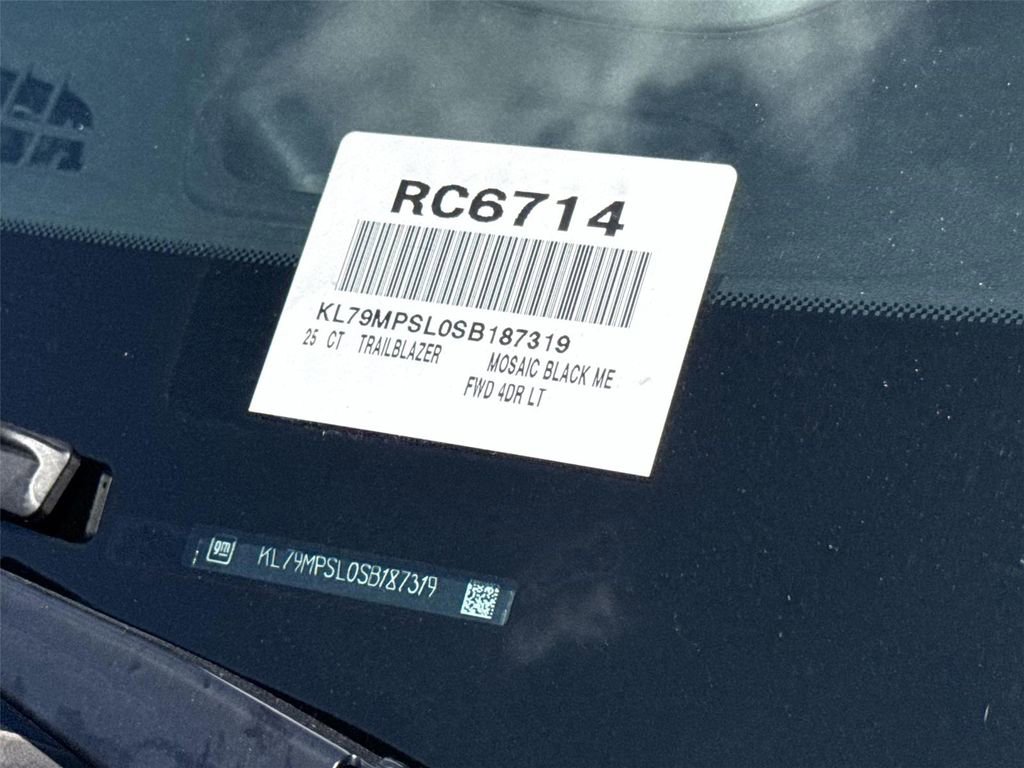 RC6714
KL79MPSL0SB187319
25 CT TRAILBLAZER MOSAIC BLACK ME
FWD 4DR LT
gm KL79MPSL0SB187319